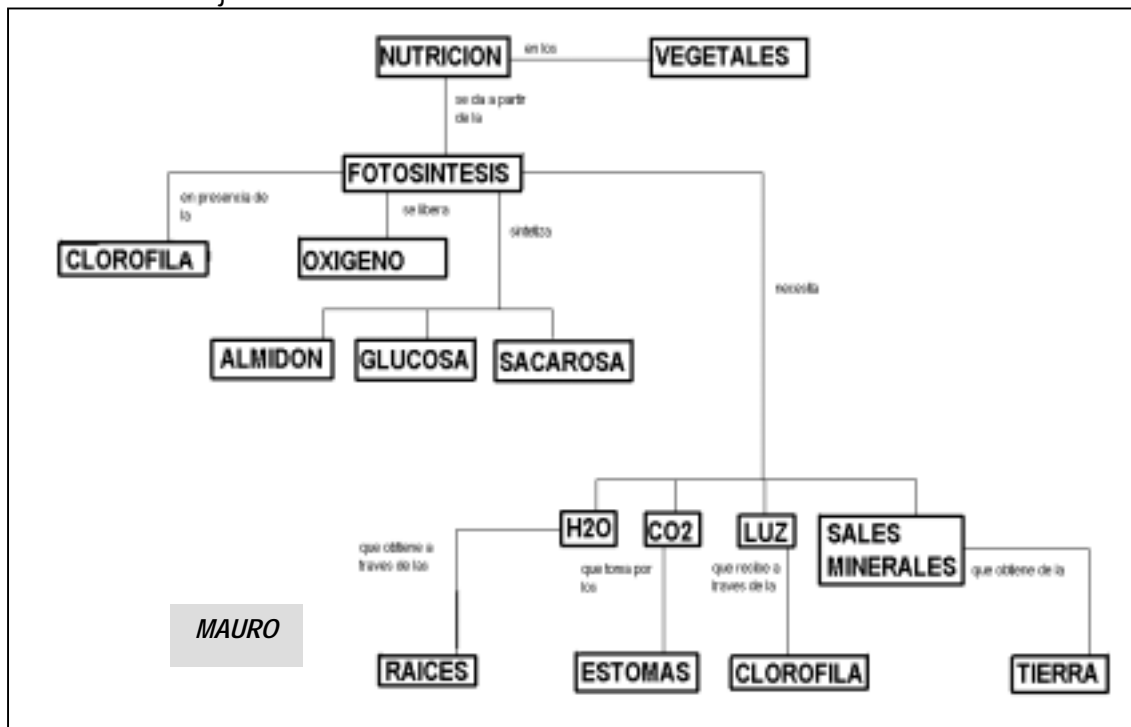 NUTRICION
en los
VEGETALES
se da a partir
de la
FOTOSINTESIS
en presencia de
la
se libera
sintetiza
necesita
CLOROFILA
OXIGENO
ALMIDON
GLUCOSA
SACAROSA
H2O
CO2
LUZ
SALES
MINERALES
que obtiene a
traves de las
que toma por
los
que recibe a
traves de la
que obtiene de la
MAURO
RAICES
ESTOMAS
CLOROFILA
TIERRA